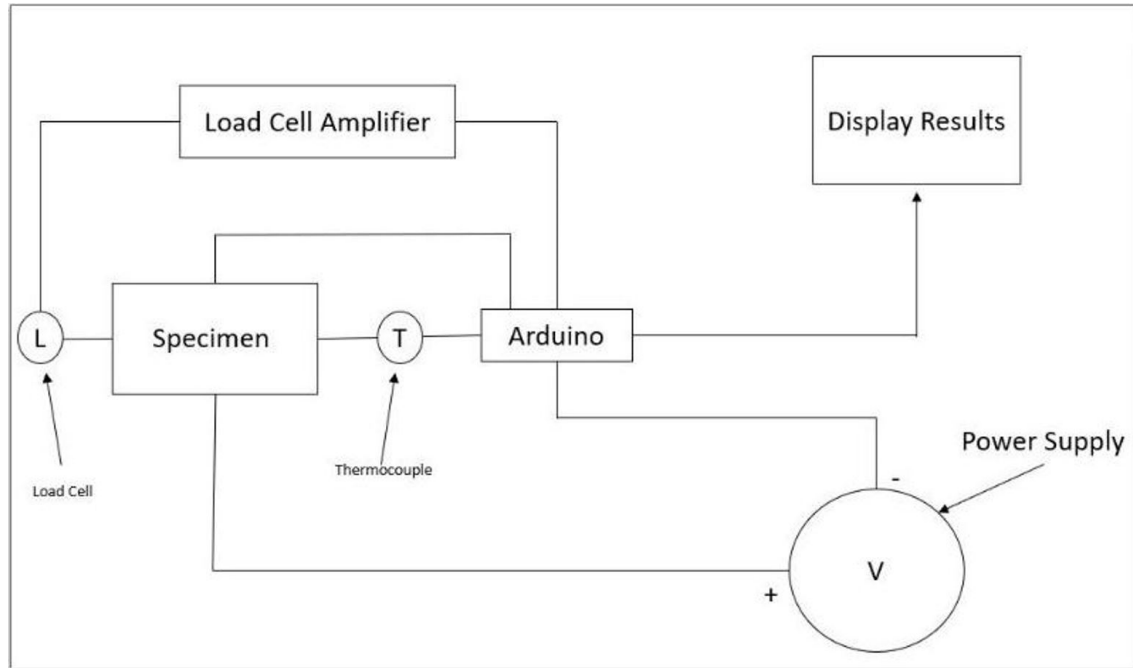 Load Cell Amplifier
Display Results
L
Specimen
T
Arduino
Load Cell
Thermocouple
Power Supply
-
V
+